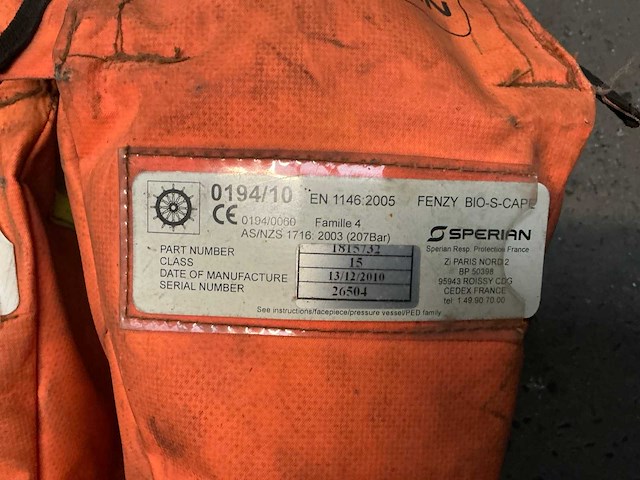 0194/10 EN 1146:2005 FENZY BIO-S-CAPE
CE 0194/0060 Famille 4
AS/NZS 1716: 2003 (207Bar)
SPERIAN
Sperian Resp. Protection France
PART NUMBER 1815732
CLASS 15
DATE OF MANUFACTURE 13/12/2010
SERIAL NUMBER 26504
ZI PARIS NORD 2
BP 50398
95943 ROISSY CDG
CEDEX FRANCE
tel: 1.49.90.70.00
See instructions/facepiece/pressure vessel/PED family